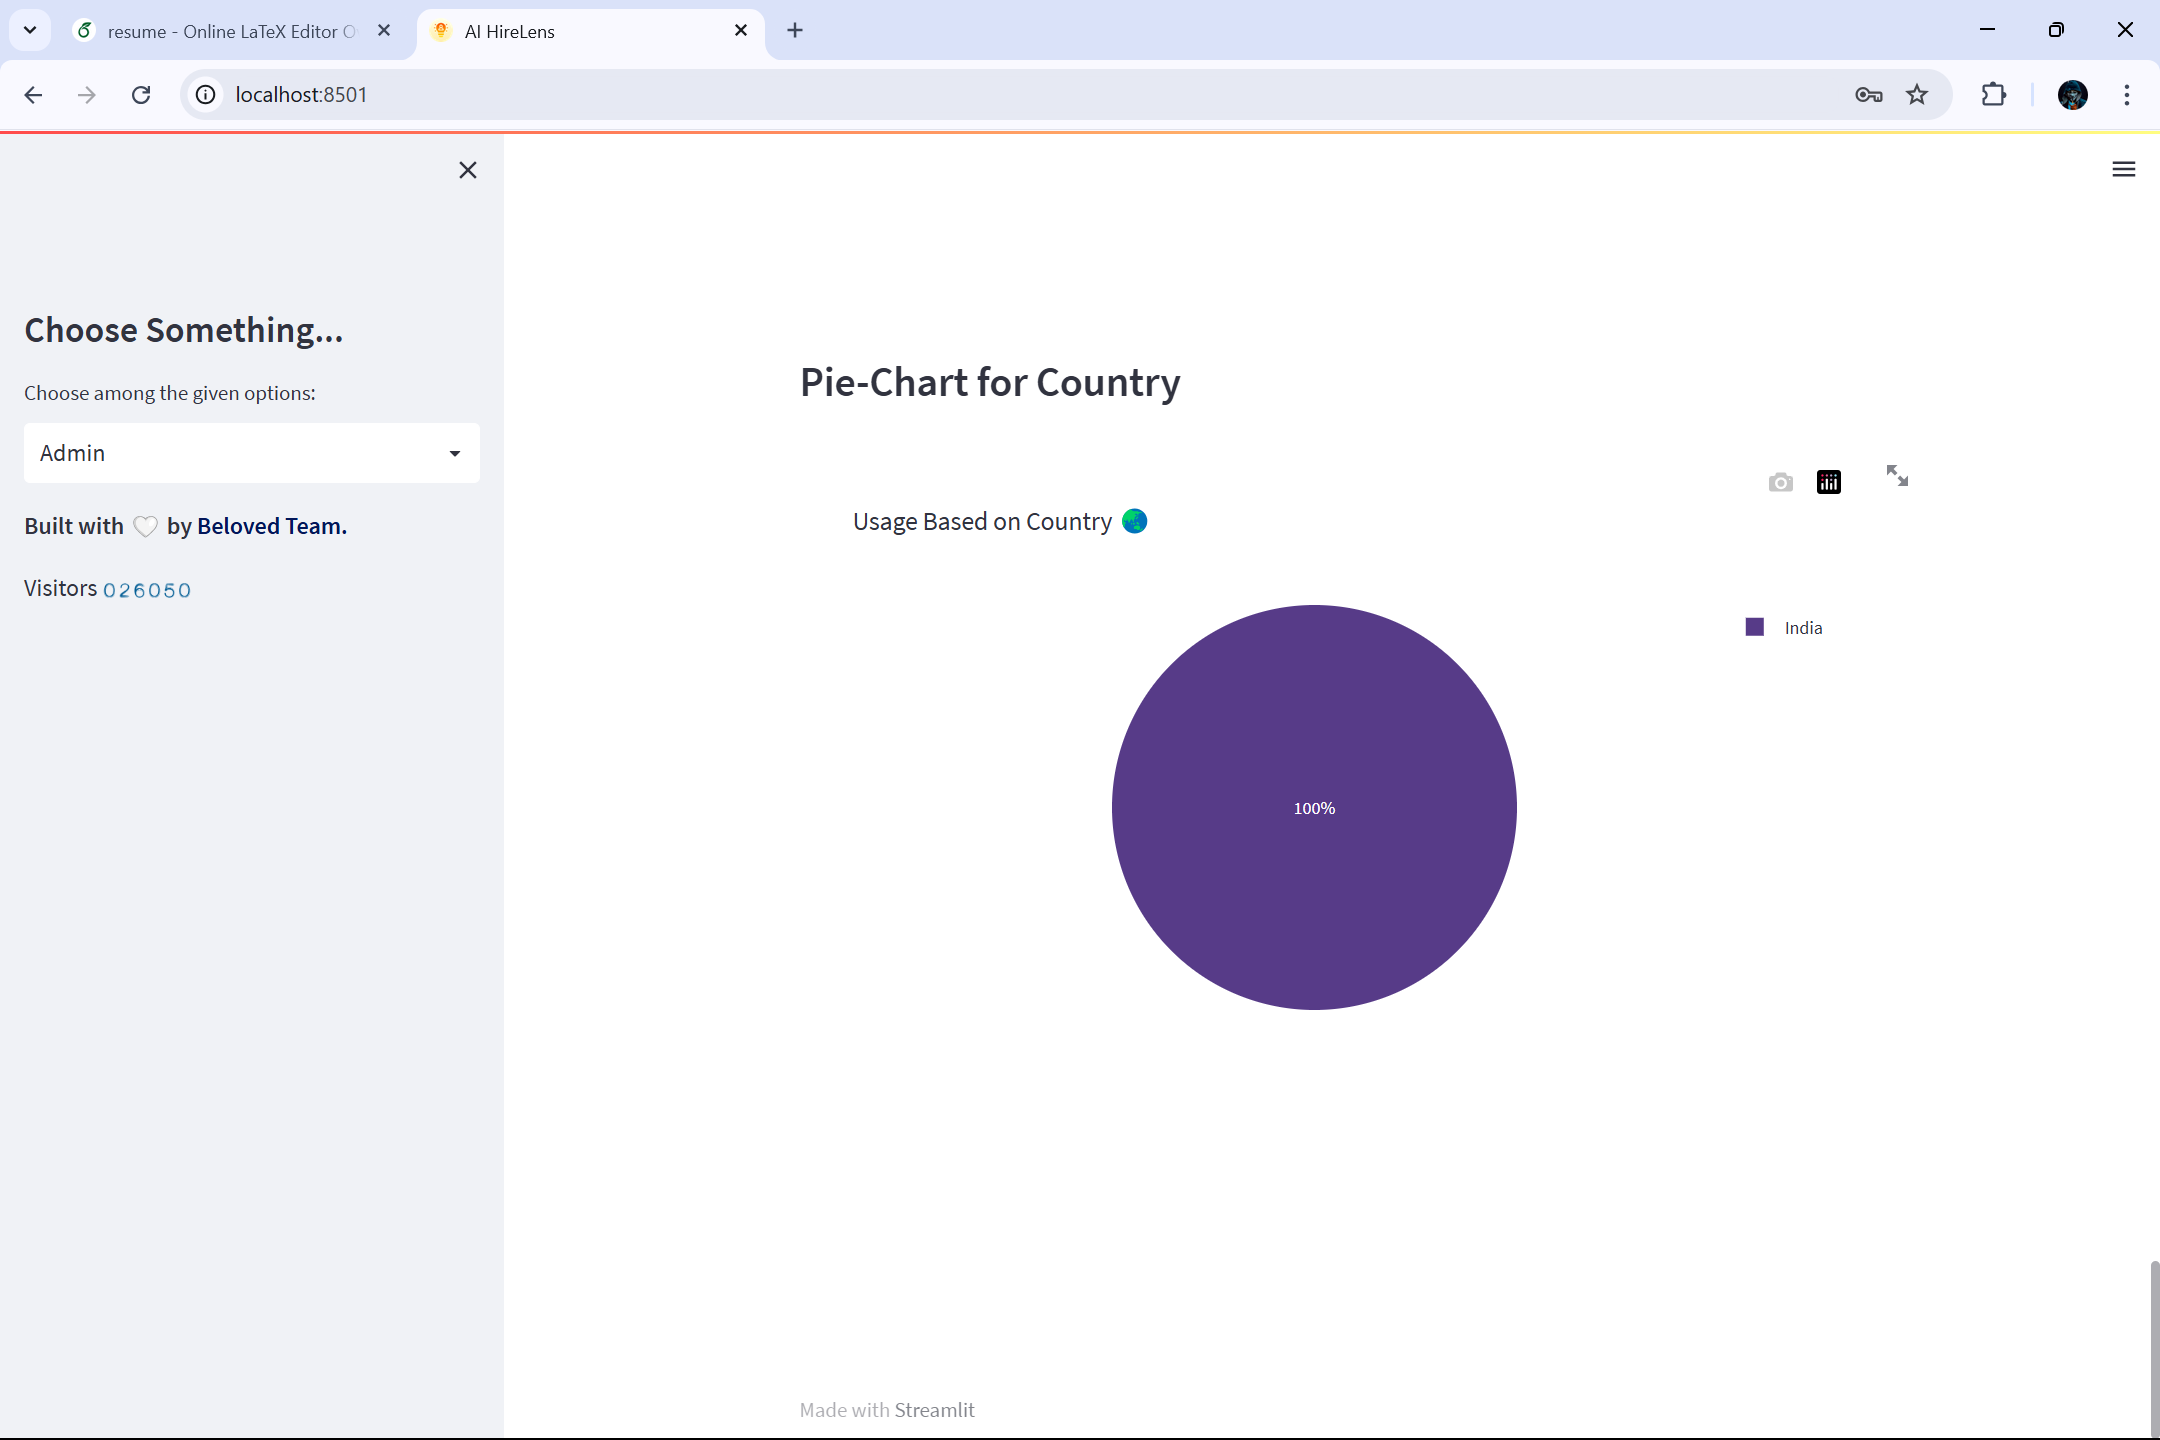 resume - Online LaTeX Editor O
AI HireLens
localhost:8501
Choose Something...
Choose among the given options:
Admin
Built with 🤍 by Beloved Team.
Visitors 026050
Pie-Chart for Country
Usage Based on Country 🌏
India
100%
Made with Streamlit